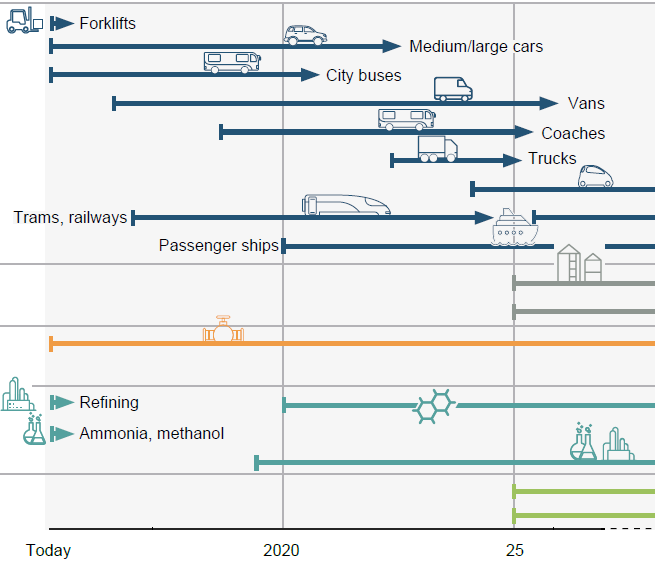 Forklifts
Medium/large cars
City buses
Vans
Coaches
Trucks
Trams, railways
Passenger ships
Refining
Ammonia, methanol
Today 2020 25